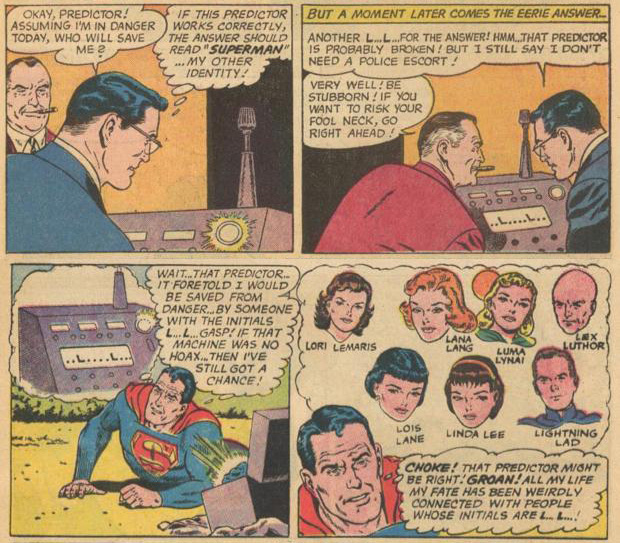 OKAY, PREDICTOR!
ASSUMING I'M IN DANGER
TODAY, WHO WILL SAVE
ME?
IF THIS PREDICTOR
WORKS CORRECTLY,
THE ANSWER SHOULD
READ "SUPERMAN"
...MY OTHER
IDENTITY!
BUT A MOMENT LATER COMES THE EERIE ANSWER...
ANOTHER L...L...FOR THE ANSWER! HMM..THAT PREDICTOR
IS PROBABLY BROKEN! BUT I STILL SAY I DON'T
NEED A POLICE ESCORT!
VERY WELL! BE
STUBBORN! IF YOU
WANT TO RISK YOUR
FOOL NECK, GO
RIGHT AHEAD!
..L....L...
WAIT...THAT PREDICTOR...
IT FORETOLD I WOULD
BE SAVED FROM
DANGER...BY SOMEONE
WITH THE INITIALS
L...L...GASP! IF THAT
MACHINE WAS NO
HOAX...THEN I'VE
STILL GOT A
CHANCE!
..L....L..
S
LORI LEMARIS
LANA
LANG
LUMA
LYNAI
LEX
LUTHOR
LOIS
LANE
LINDA LEE
LIGHTNING
LAD
CHOKE! THAT PREDICTOR MIGHT
BE RIGHT! GROAN! ALL MY LIFE
MY FATE HAS BEEN WEIRDLY
CONNECTED WITH PEOPLE
WHOSE INITIALS ARE L... L...!